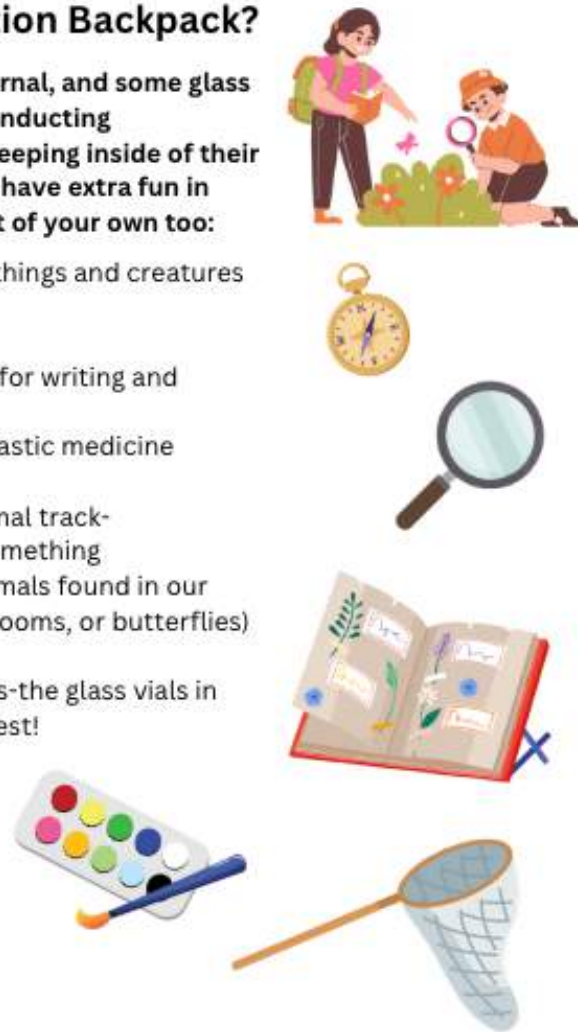 tion Backpack?
rnal, and some glass
nducting
eeping inside of their
have extra fun in
t of your own too:
things and creatures
for writing and
astic medicine
nal track-
mething
mals found in our
ooms, or butterflies)
s-the glass vials in
est!